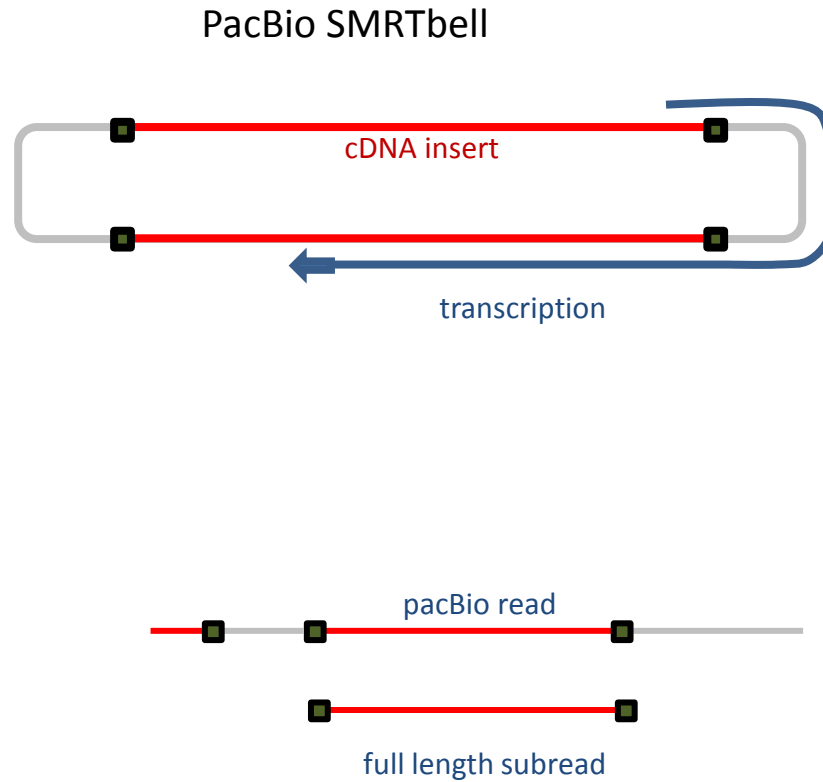 PacBio SMRTbell
cDNA insert
transcription
pacBio read
full length subread